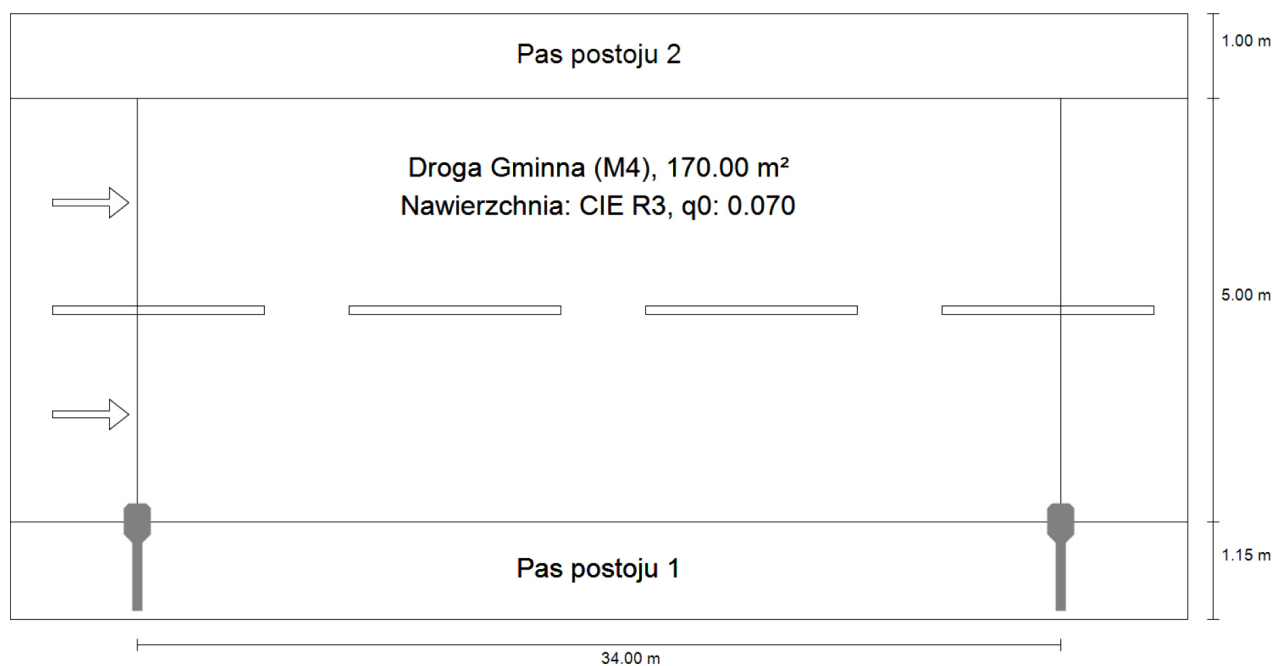 Pas postoju 2
1.00 m
Droga Gminna (M4), 170.00 m²
Nawierzchnia: CIE R3, q0: 0.070
5.00 m
Pas postoju 1
1.15 m
34.00 m